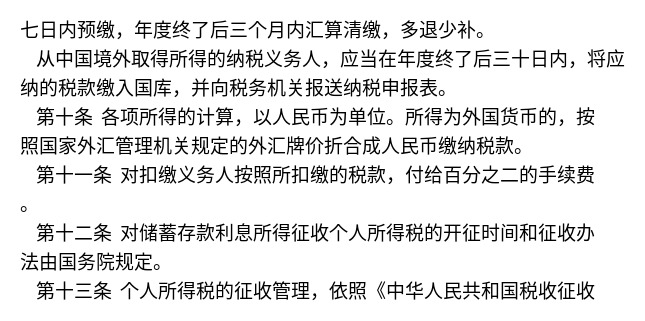 七日内预缴，年度终了后三个月内汇算清缴，多退少补。
从中国境外取得所得的纳税义务人，应当在年度终了后三十日内，将应
纳的税款缴入国库，并向税务机关报送纳税申报表。
第十条 各项所得的计算，以人民币为单位。所得为外国货币的，按
照国家外汇管理机关规定的外汇牌价折合成人民币缴纳税款。
第十一条 对扣缴义务人按照所扣缴的税款，付给百分之二的手续费
。
第十二条 对储蓄存款利息所得征收个人所得税的开征时间和征收办
法由国务院规定。
第十三条 个人所得税的征收管理，依照《中华人民共和国税收征收